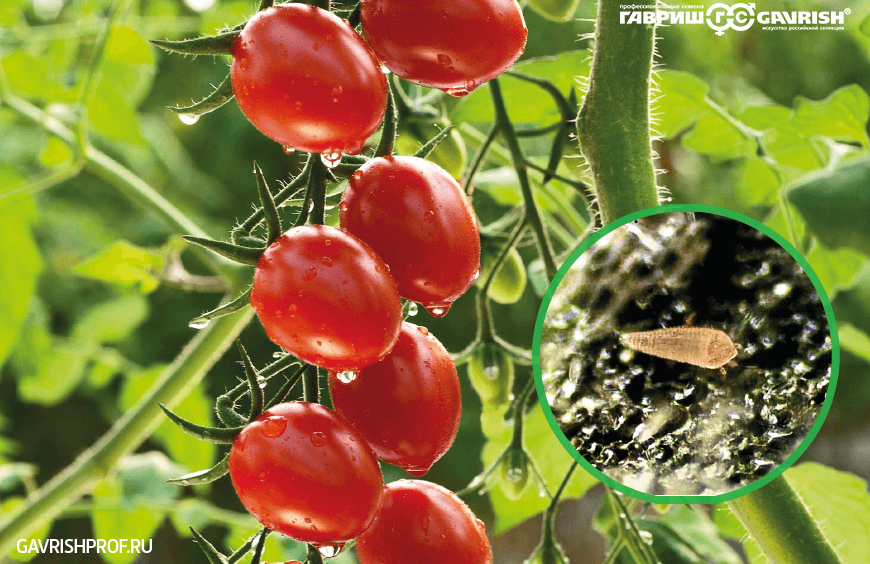 профессиональные семена
ГАВРИШ GAVRISH®
искусство российской селекции
GAVRISHPROF.RU